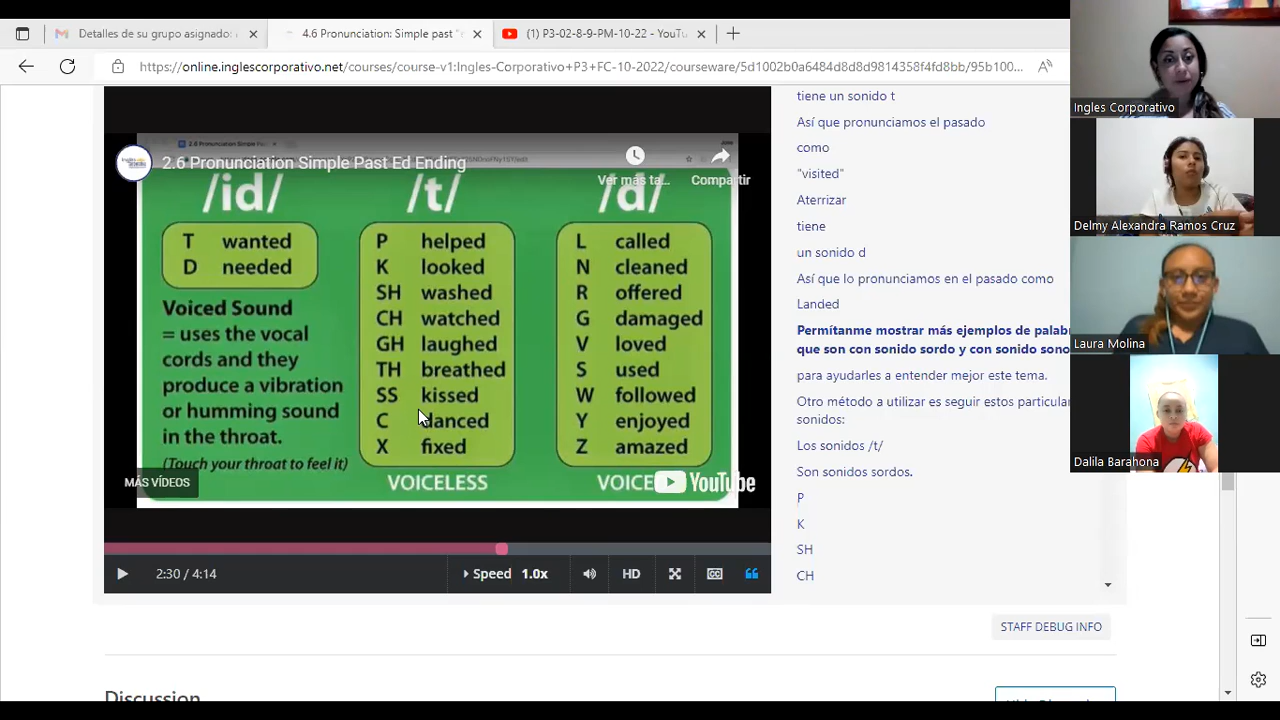 Detalles de su grupo asignado:
4.6 Pronunciation: Simple past "e
(1) P3-02-8-9-PM-10-22 - YouTu
https://online.inglescorporativo.net/courses/course-v1:Ingles-Corporativo+P3+FC-10-2022/courseware/5d1002b0a6484d8d8d9814358f4fd8bb/95b100...
2.6 Pronunciation Simple Past Ed Ending
Ver más ta...
Compartir
/id/
T wanted
D needed
Voiced Sound
= uses the vocal
cords and they
produce a vibration
or humming sound
in the throat.
(Touch your throat to feel it)
MÁS VÍDEOS
/t/
P helped
K looked
SH washed
CH watched
GH laughed
TH breathed
SS kissed
C danced
X fixed
VOICELESS
/d/
L called
N cleaned
R offered
G damaged
V loved
S used
W followed
Y enjoyed
Z amazed
VOICE
YouTube
2:30 / 4:14
Speed 1.0x
HD
tiene un sonido t
Así que pronunciamos el pasado
como
"visited"
Aterrizar
tiene
un sonido d
Así que lo pronunciamos en el pasado como
Landed
Permítanme mostrar más ejemplos de palabr
que son con sonido sordo y con sonido sono
para ayudarles a entender mejor este tema.
Otro método a utilizar es seguir estos particular
sonidos:
Los sonidos /t/
Son sonidos sordos.
P
K
SH
CH
STAFF DEBUG INFO
Discussion
Ingles Corporativo
Delmy Alexandra Ramos Cruz
Laura Molina
Dalila Barahona